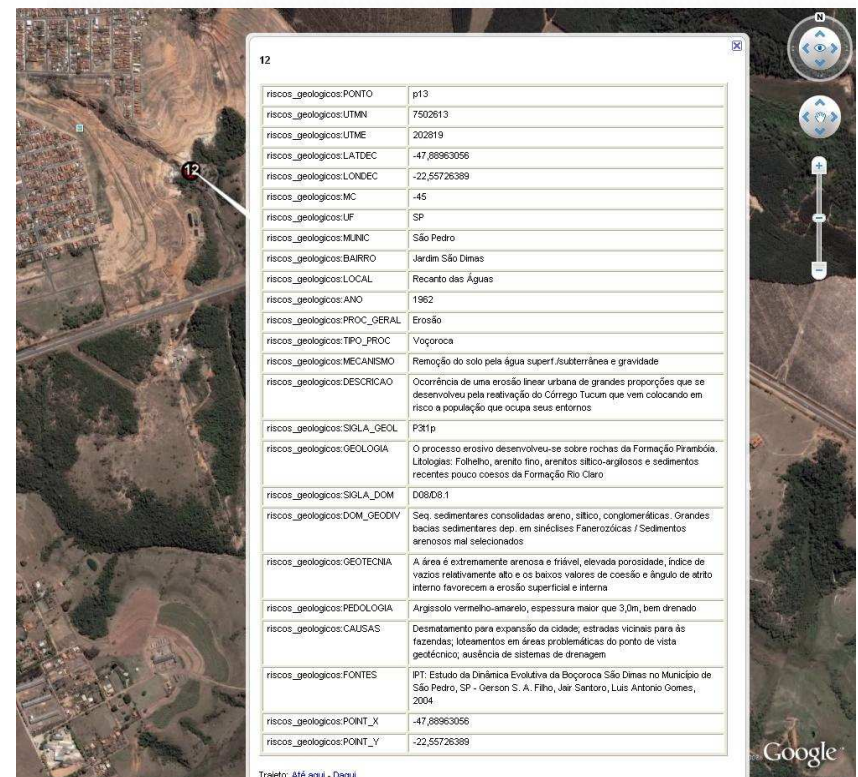 N
12
12
riscos_geologicos:PONTO p13
riscos_geologicos:UTMN 7502613
riscos_geologicos:UTME 202819
riscos_geologicos:LATDEC -47,88963056
riscos_geologicos:LONDEC -22,55726389
riscos_geologicos:MC -45
riscos_geologicos:UF SP
riscos_geologicos:MUNIC São Pedro
riscos_geologicos:BAIRRO Jardim São Dimas
riscos_geologicos:LOCAL Recanto das Águas
riscos_geologicos:ANO 1962
riscos_geologicos:PROC_GERAL Erosão
riscos_geologicos:TIPO_PROC Voçoroca
riscos_geologicos:MECANISMO Remoção do solo pela água superf./subterrânea e gravidade
riscos_geologicos:DESCRICAO Ocorrência de uma erosão linear urbana de grandes proporções que se
desenvolveu pela reativação do Córrego Tucum que vem colocando em
risco a população que ocupa seus entornos
riscos_geologicos:SIGLA_GEOL P3t1p
riscos_geologicos:GEOLOGIA O processo erosivo desenvolveu-se sobre rochas da Formação Pirambóia.
Litologias: Folhelho, arenito fino, arenitos síltico-argilosos e sedimentos
recentes pouco coesos da Formação Rio Claro
riscos_geologicos:SIGLA_DOM D08/D8.1
riscos_geologicos:DOM_GEODIV Seq. sedimentares consolidadas areno, síltico, conglomeráticas. Grandes
bacias sedimentares dep. em sinéclises Fanerozóicas / Sedimentos
arenosos mal selecionados
riscos_geologicos:GEOTECNIA A área é extremamente arenosa e friável, elevada porosidade, índice de
vazios relativamente alto e os baixos valores de coesão e ângulo de atrito
interno favorecem a erosão superficial e interna
riscos_geologicos:PEDOLOGIA Argissolo vermelho-amarelo, espessura maior que 3,0m, bem drenado
riscos_geologicos:CAUSAS Desmatamento para expansão da cidade; estradas vicinais para às
fazendas; loteamentos em áreas problemáticas do ponto de vista
geotécnico; ausência de sistemas de drenagem
riscos_geologicos:FONTES IPT: Estudo da Dinâmica Evolutiva da Boçoroca São Dimas no Município de
São Pedro, SP - Gerson S. A. Filho, Jair Santoro, Luis Antonio Gomes,
2004
riscos_geologicos:POINT_X -47,88963056
riscos_geologicos:POINT_Y -22,55726389
Trajeto: Até aqui - Daqui
Google